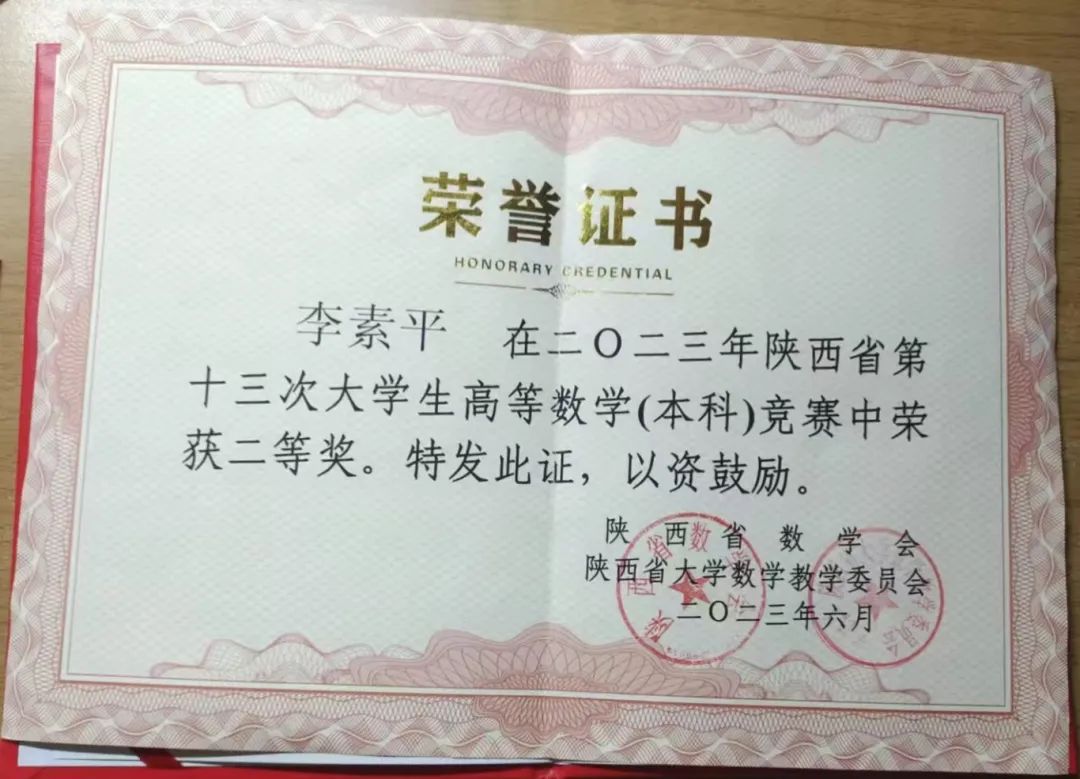 荣誉证书
HONORARY CREDENTIAL
李素平 在二〇二三年陕西省第
十三次大学生高等数学(本科)竞赛中荣
获二等奖。特发此证，以资鼓励。
陕西省数学会
陕西省大学数学教学委员会
二〇二三年六月